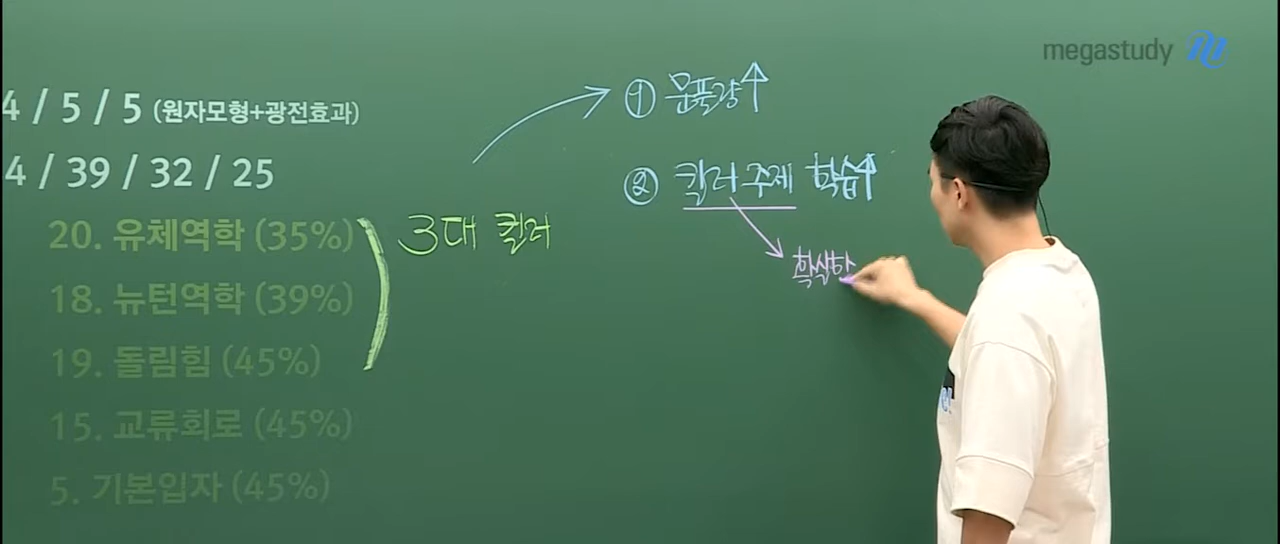 megastudy
4 / 5 / 5 (원자모형+광전효과)
4 / 39 / 32 / 25
20. 유체역학 (35%)
18. 뉴턴역학 (39%)
19. 돌림힘 (45%)
15. 교류회로 (45%)
5. 기본입자 (45%)
3대 킬러
① 문풀량↑
② 킬러 주제 학습↑
확실하